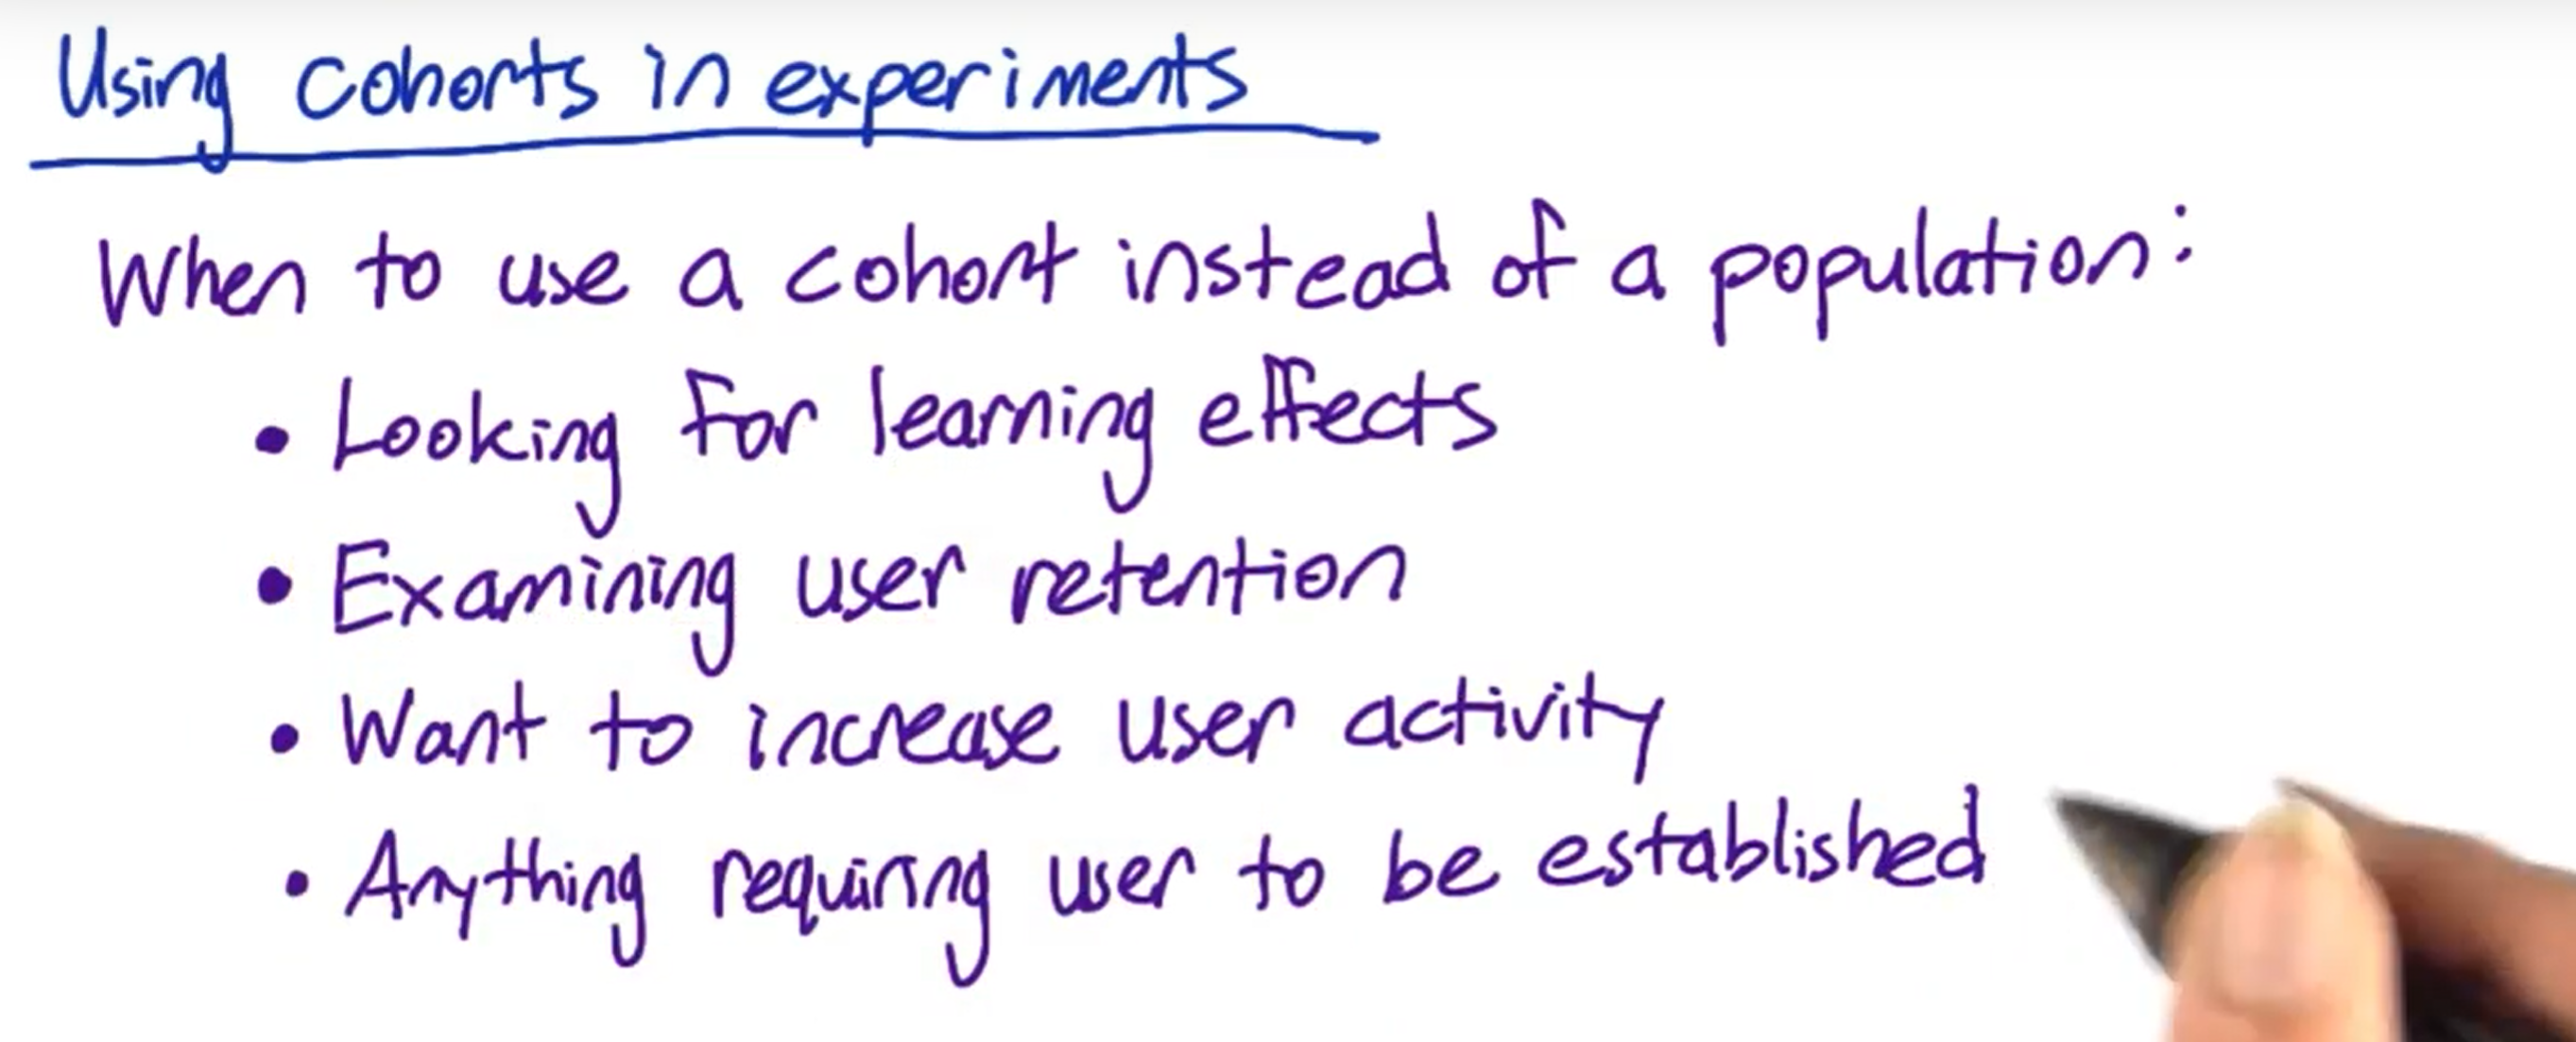 Using cohorts in experiments
When to use a cohort instead of a population:
• Looking for learning effects
• Examining user retention
• Want to increase user activity
• Anything requiring user to be established